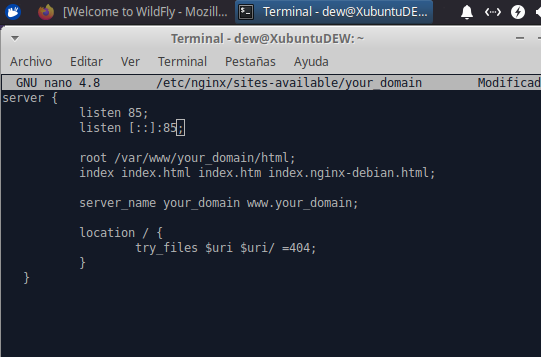 [Welcome to WildFly - Mozill...
Terminal - dew@XubuntuDE...
Terminal - dew@XubuntuDEW: ~
Archivo Editar Ver Terminal Pestañas Ayuda
GNU nano 4.8 /etc/nginx/sites-available/your_domain Modificad
server {
listen 85;
listen [::]:85;
root /var/www/your_domain/html;
index index.html index.htm index.nginx-debian.html;
server_name your_domain www.your_domain;
location / {
try_files $uri $uri/ =404;
}
}